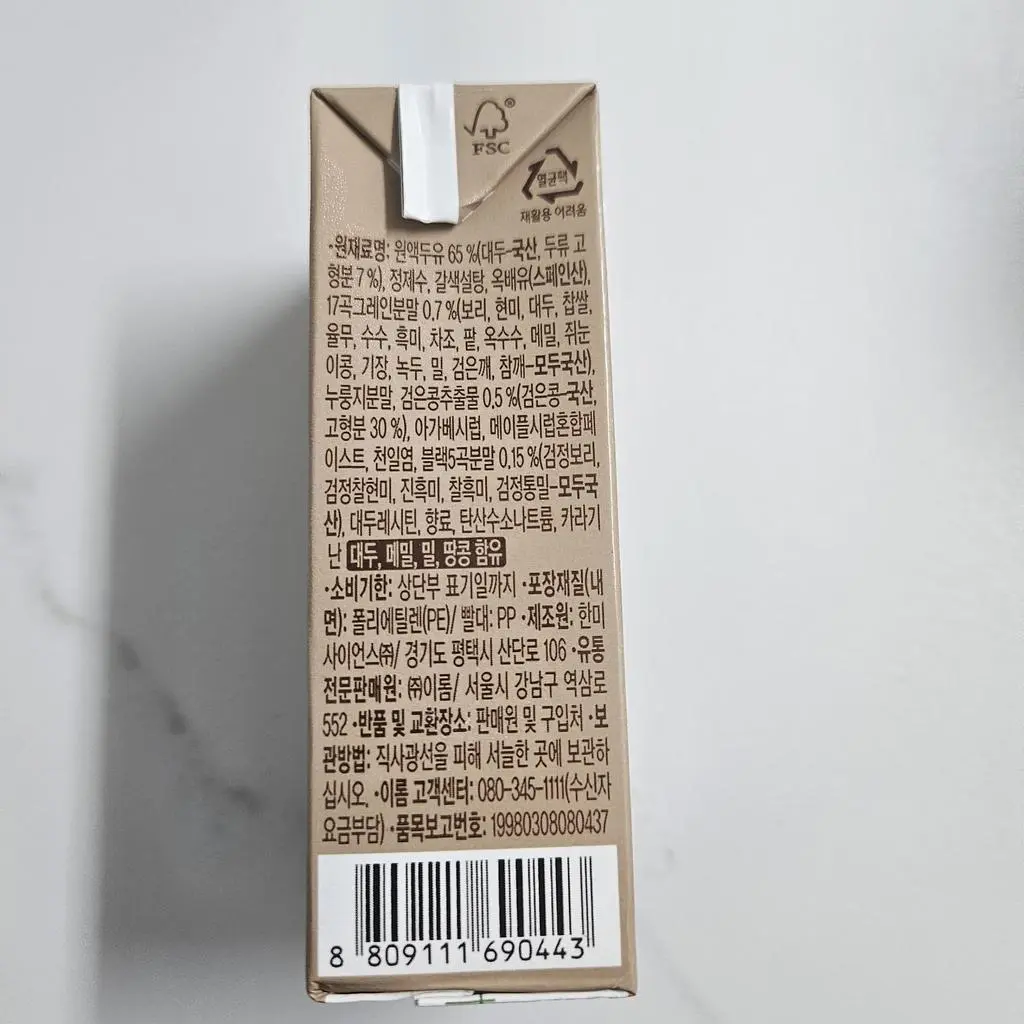 FSC®
멸균팩
재활용 어려움
·원재료명: 원액두유 65 %(대두-국산, 두류 고
형분 7 %), 정제수, 갈색설탕, 옥배유(스페인산),
17곡그레인분말 0.7 %(보리, 현미, 대두, 찹쌀,
율무, 수수, 흑미, 차조, 팥, 옥수수, 메밀, 쥐눈
이콩, 기장, 녹두, 밀, 검은깨, 참깨-모두국산),
누룽지분말, 검은콩추출물 0.5 %(검은콩-국산,
고형분 30 %), 아가베시럽, 메이플시럽혼합페
이스트, 천일염, 블랙5곡분말 0.15 %(검정보리,
검정찰현미, 진흑미, 찰흑미, 검정통밀-모두국
산), 대두레시틴, 향료, 탄산수소나트륨, 카라기
난 대두, 메밀, 밀, 땅콩 함유
·소비기한: 상단부 표기일까지 ·포장재질(내
면): 폴리에틸렌(PE)/ 빨대: PP ·제조원: 한미
사이언스㈜/ 경기도 평택시 산단로 106 ·유통
전문판매원: ㈜이롬/ 서울시 강남구 역삼로
552 ·반품 및 교환장소: 판매원 및 구입처 ·보
관방법: 직사광선을 피해 서늘한 곳에 보관하
십시오. ·이롬 고객센터: 080-345-1111(수신자
요금부담) ·품목보고번호: 19980308080437
8 809111 690443